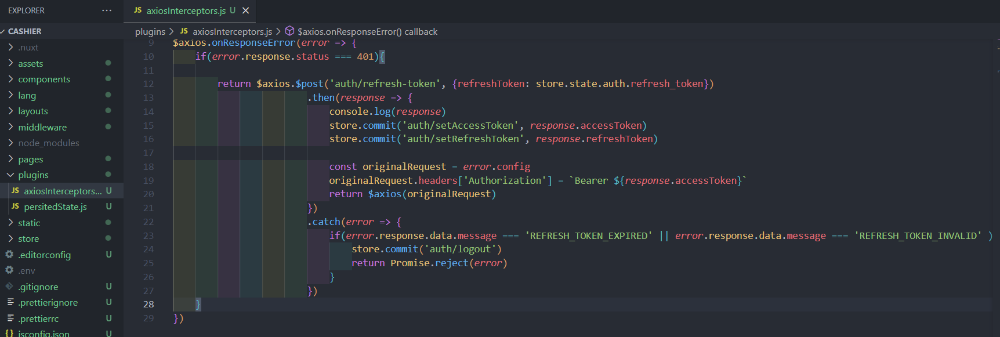 EXPLORER ...
JS axiosInterceptors.js U
CASHIER
plugins > JS axiosInterceptors.js > $axios.onResponseError() callback
.nuxt
assets
components
lang
layouts
middleware
node_modules
pages
plugins
JS axiosInterceptors... U
JS persitedState.js U
static
store
.editorconfig U
.env
.gitignore U
.prettierignore U
.prettierrc U
{} jsconfig.json U
9 $axios.onResponseError(error => {
10 if(error.response.status === 401){
11
12 return $axios.$post('auth/refresh-token', {refreshToken: store.state.auth.refresh_token})
13 .then(response => {
14 console.log(response)
15 store.commit('auth/setAccessToken', response.accessToken)
16 store.commit('auth/setRefreshToken', response.refreshToken)
17
18 const originalRequest = error.config
19 originalRequest.headers['Authorization'] = `Bearer ${response.accessToken}`
20 return $axios(originalRequest)
21 })
22 .catch(error => {
23 if(error.response.data.message === 'REFRESH_TOKEN_EXPIRED' || error.response.data.message === 'REFRESH_TOKEN_INVALID' )
24 store.commit('auth/logout')
25 return Promise.reject(error)
26 }
27 })
28 }
29 })